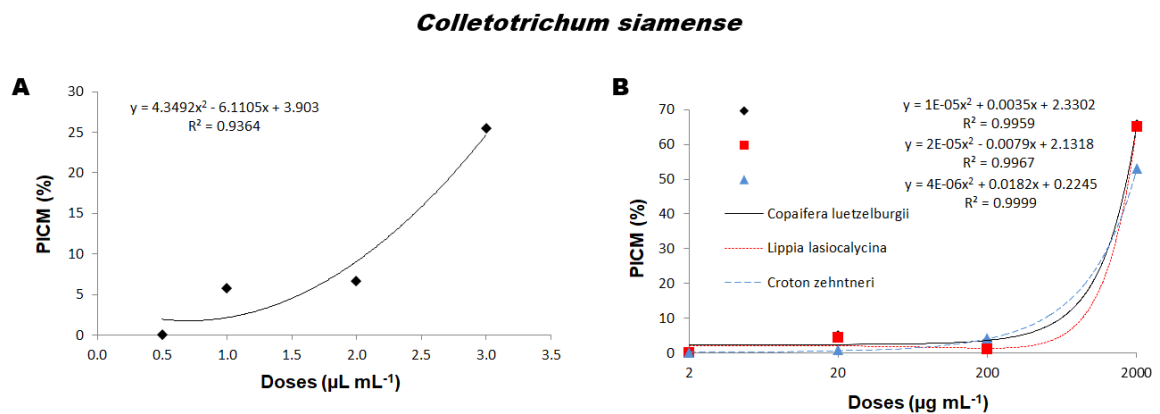 Colletotrichum siamense
A
30
25
20
15
10
5
0
PICM (%)
y = 4.3492x² - 6.1105x + 3.903
R² = 0.9364
0.0 0.5 1.0 1.5 2.0 2.5 3.0 3.5
Doses (µL mL⁻¹)
B
70
60
50
40
30
20
10
0
PICM (%)
y = 1E-05x² + 0.0035x + 2.3302
R² = 0.9959
y = 2E-05x² - 0.0079x + 2.1318
R² = 0.9967
y = 4E-06x² + 0.0182x + 0.2245
R² = 0.9999
Copaifera luetzelburgii
Lippia lasiocalycina
Croton zehntneri
2 20 200 2000
Doses (µg mL⁻¹)